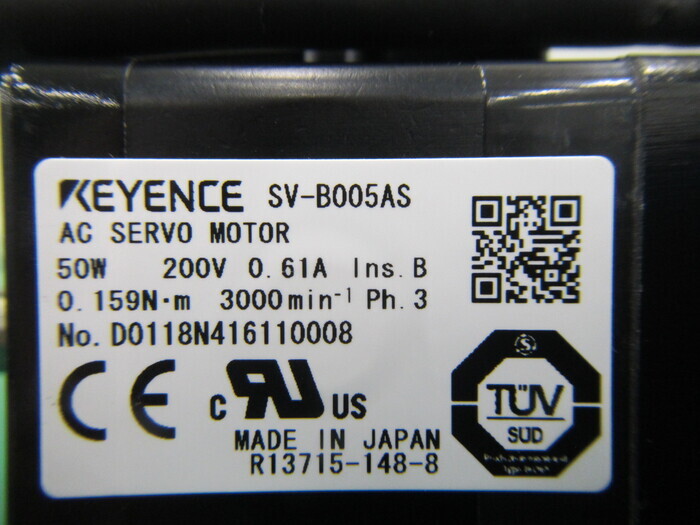 KEYENCE SV-B005AS
AC SERVO MOTOR
50W 200V 0.61A Ins.B
0.159N·m 3000min⁻¹ Ph.3
No. D0118N416110008
CE c RU US
MADE IN JAPAN
R13715-148-8
S
TÜV
SÜD